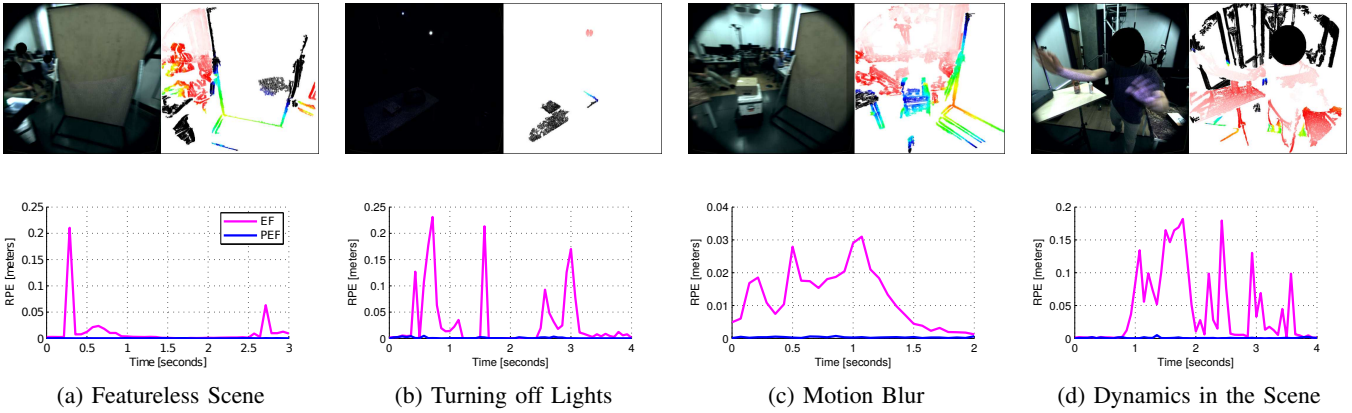 0.25
0.2
0.15
0.1
0.05
0
RPE [meters]
0 0.5 1 1.5 2 2.5 3
Time [seconds]
EF
PEF
(a) Featureless Scene
0.25
0.2
0.15
0.1
0.05
0
RPE [meters]
0 1 2 3 4
Time [seconds]
(b) Turning off Lights
0.04
0.03
0.02
0.01
0
RPE [meters]
0 0.5 1 1.5 2
Time [seconds]
(c) Motion Blur
0.2
0.15
0.1
0.05
0
RPE [meters]
0 1 2 3 4
Time [seconds]
(d) Dynamics in the Scene